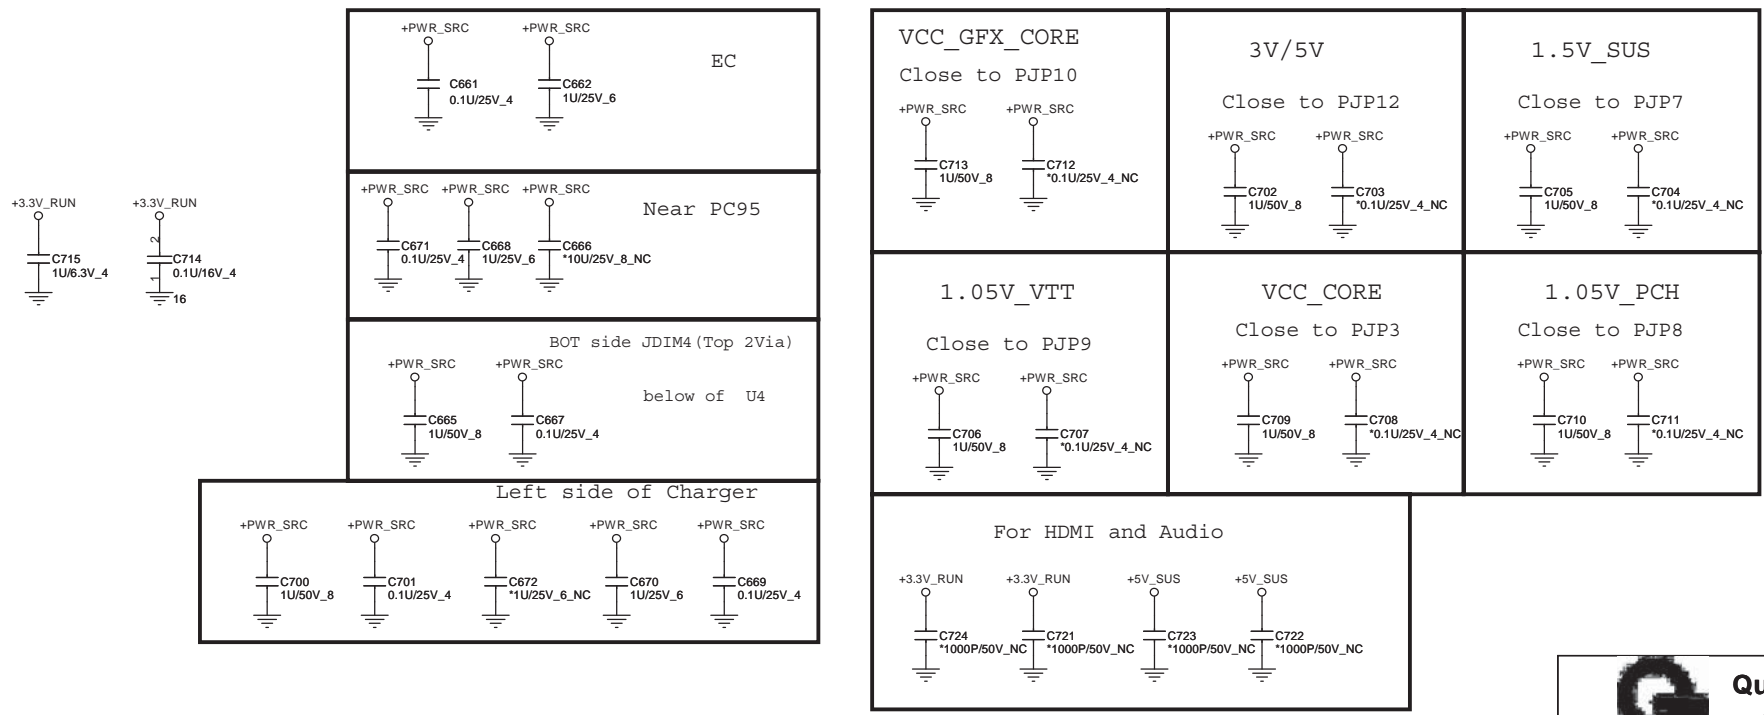 +3.3V_RUN
C715
1U/6.3V_4
+3.3V_RUN
2
C714
0.1U/16V_4
1
16
EC
+PWR_SRC
C661
0.1U/25V_4
+PWR_SRC
C662
1U/25V_6
Near PC95
+PWR_SRC
C671
0.1U/25V_4
+PWR_SRC
C668
1U/25V_6
+PWR_SRC
C666
*10U/25V_8_NC
BOT side JDIM4(Top 2Via)
below of U4
+PWR_SRC
C665
1U/50V_8
+PWR_SRC
C667
0.1U/25V_4
Left side of Charger
+PWR_SRC
C700
1U/50V_8
+PWR_SRC
C701
0.1U/25V_4
+PWR_SRC
C672
*1U/25V_6_NC
+PWR_SRC
C670
1U/25V_6
+PWR_SRC
C669
0.1U/25V_4
VCC_GFX_CORE
Close to PJP10
+PWR_SRC
C713
1U/50V_8
+PWR_SRC
C712
*0.1U/25V_4_NC
3V/5V
Close to PJP12
+PWR_SRC
C702
1U/50V_8
+PWR_SRC
C703
*0.1U/25V_4_NC
1.5V_SUS
Close to PJP7
+PWR_SRC
C705
1U/50V_8
+PWR_SRC
C704
*0.1U/25V_4_NC
1.05V_VTT
Close to PJP9
+PWR_SRC
C706
1U/50V_8
+PWR_SRC
C707
*0.1U/25V_4_NC
VCC_CORE
Close to PJP3
+PWR_SRC
C709
1U/50V_8
+PWR_SRC
C708
*0.1U/25V_4_NC
1.05V_PCH
Close to PJP8
+PWR_SRC
C710
1U/50V_8
+PWR_SRC
C711
*0.1U/25V_4_NC
For HDMI and Audio
+3.3V_RUN
C724
*1000P/50V_NC
+3.3V_RUN
C721
*1000P/50V_NC
+5V_SUS
C723
*1000P/50V_NC
+5V_SUS
C722
*1000P/50V_NC
Qu